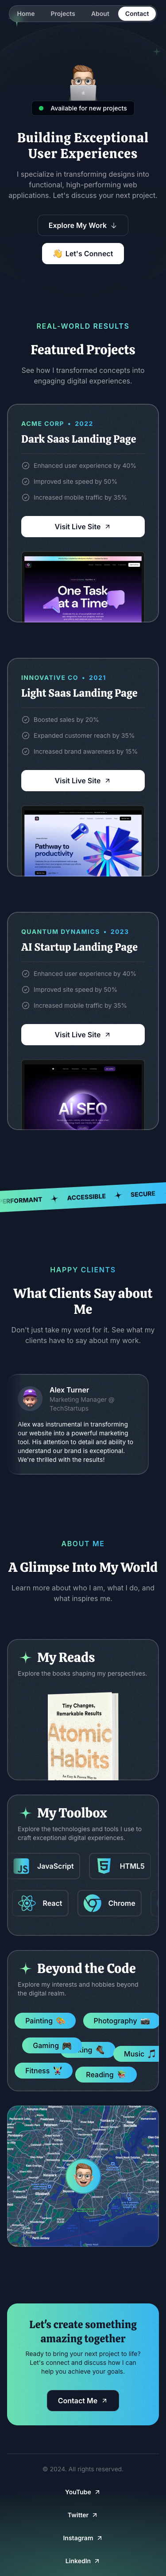 Home Projects About Contact
Available for new projects
Building Exceptional
User Experiences
I specialize in transforming designs into
functional, high-performing web
applications. Let's discuss your project.
Explore My Work
Let's Connect
REAL-WORLD RESULTS
Featured Projects
See how I transformed concepts into
engaging digital experiences.
ACME CORP • 2022
Dark Saas Landing Page
Enhanced user experience by 40%
Improved site speed by 50%
Increased mobile traffic by 35%
Visit Live Site
One Task
at a Time
INNOVATIVE CO • 2021
Light Saas Landing Page
Boosted sales by 20%
Expanded customer reach by 35%
Increased brand awareness by 15%
Visit Live Site
Pathway to
productivity
QUANTUM DYNAMICS • 2023
AI Startup Landing Page
Enhanced user experience by 40%
Improved site speed by 50%
Increased mobile traffic by 35%
Visit Live Site
AI SEO
ERFORMANT ACCESSIBLE SECURE
HAPPY CLIENTS
What Clients Say about
Me
Don't just take my word for it. See what my
clients have to say about my work.
Alex Turner
Marketing Manager @
TechStartups
Alex was instrumental in transforming
our website into a powerful marketing
tool. His attention to detail and ability to
understand our brand is exceptional.
We're thrilled with the results!
ABOUT ME
A Glimpse Into My World
Learn more about who I am, what I do, and
what inspires me.
My Reads
Explore the books shaping my perspectives.
Tiny Changes,
Remarkable Results
Atomic
Habits
My Toolbox
Explore the technologies and tools I use to
craft exceptional digital experiences.
JavaScript HTML5
React Chrome
Beyond the Code
Explore my interests and hobbies beyond
the digital realm.
Painting Photography
Gaming king Music
Fitness Reading
Let's create something
amazing together
Ready to bring your next project to life?
Let's connect and discuss how I can
help you achieve your goals.
Contact Me
© 2024. All rights reserved.
YouTube
Twitter
Instagram
LinkedIn